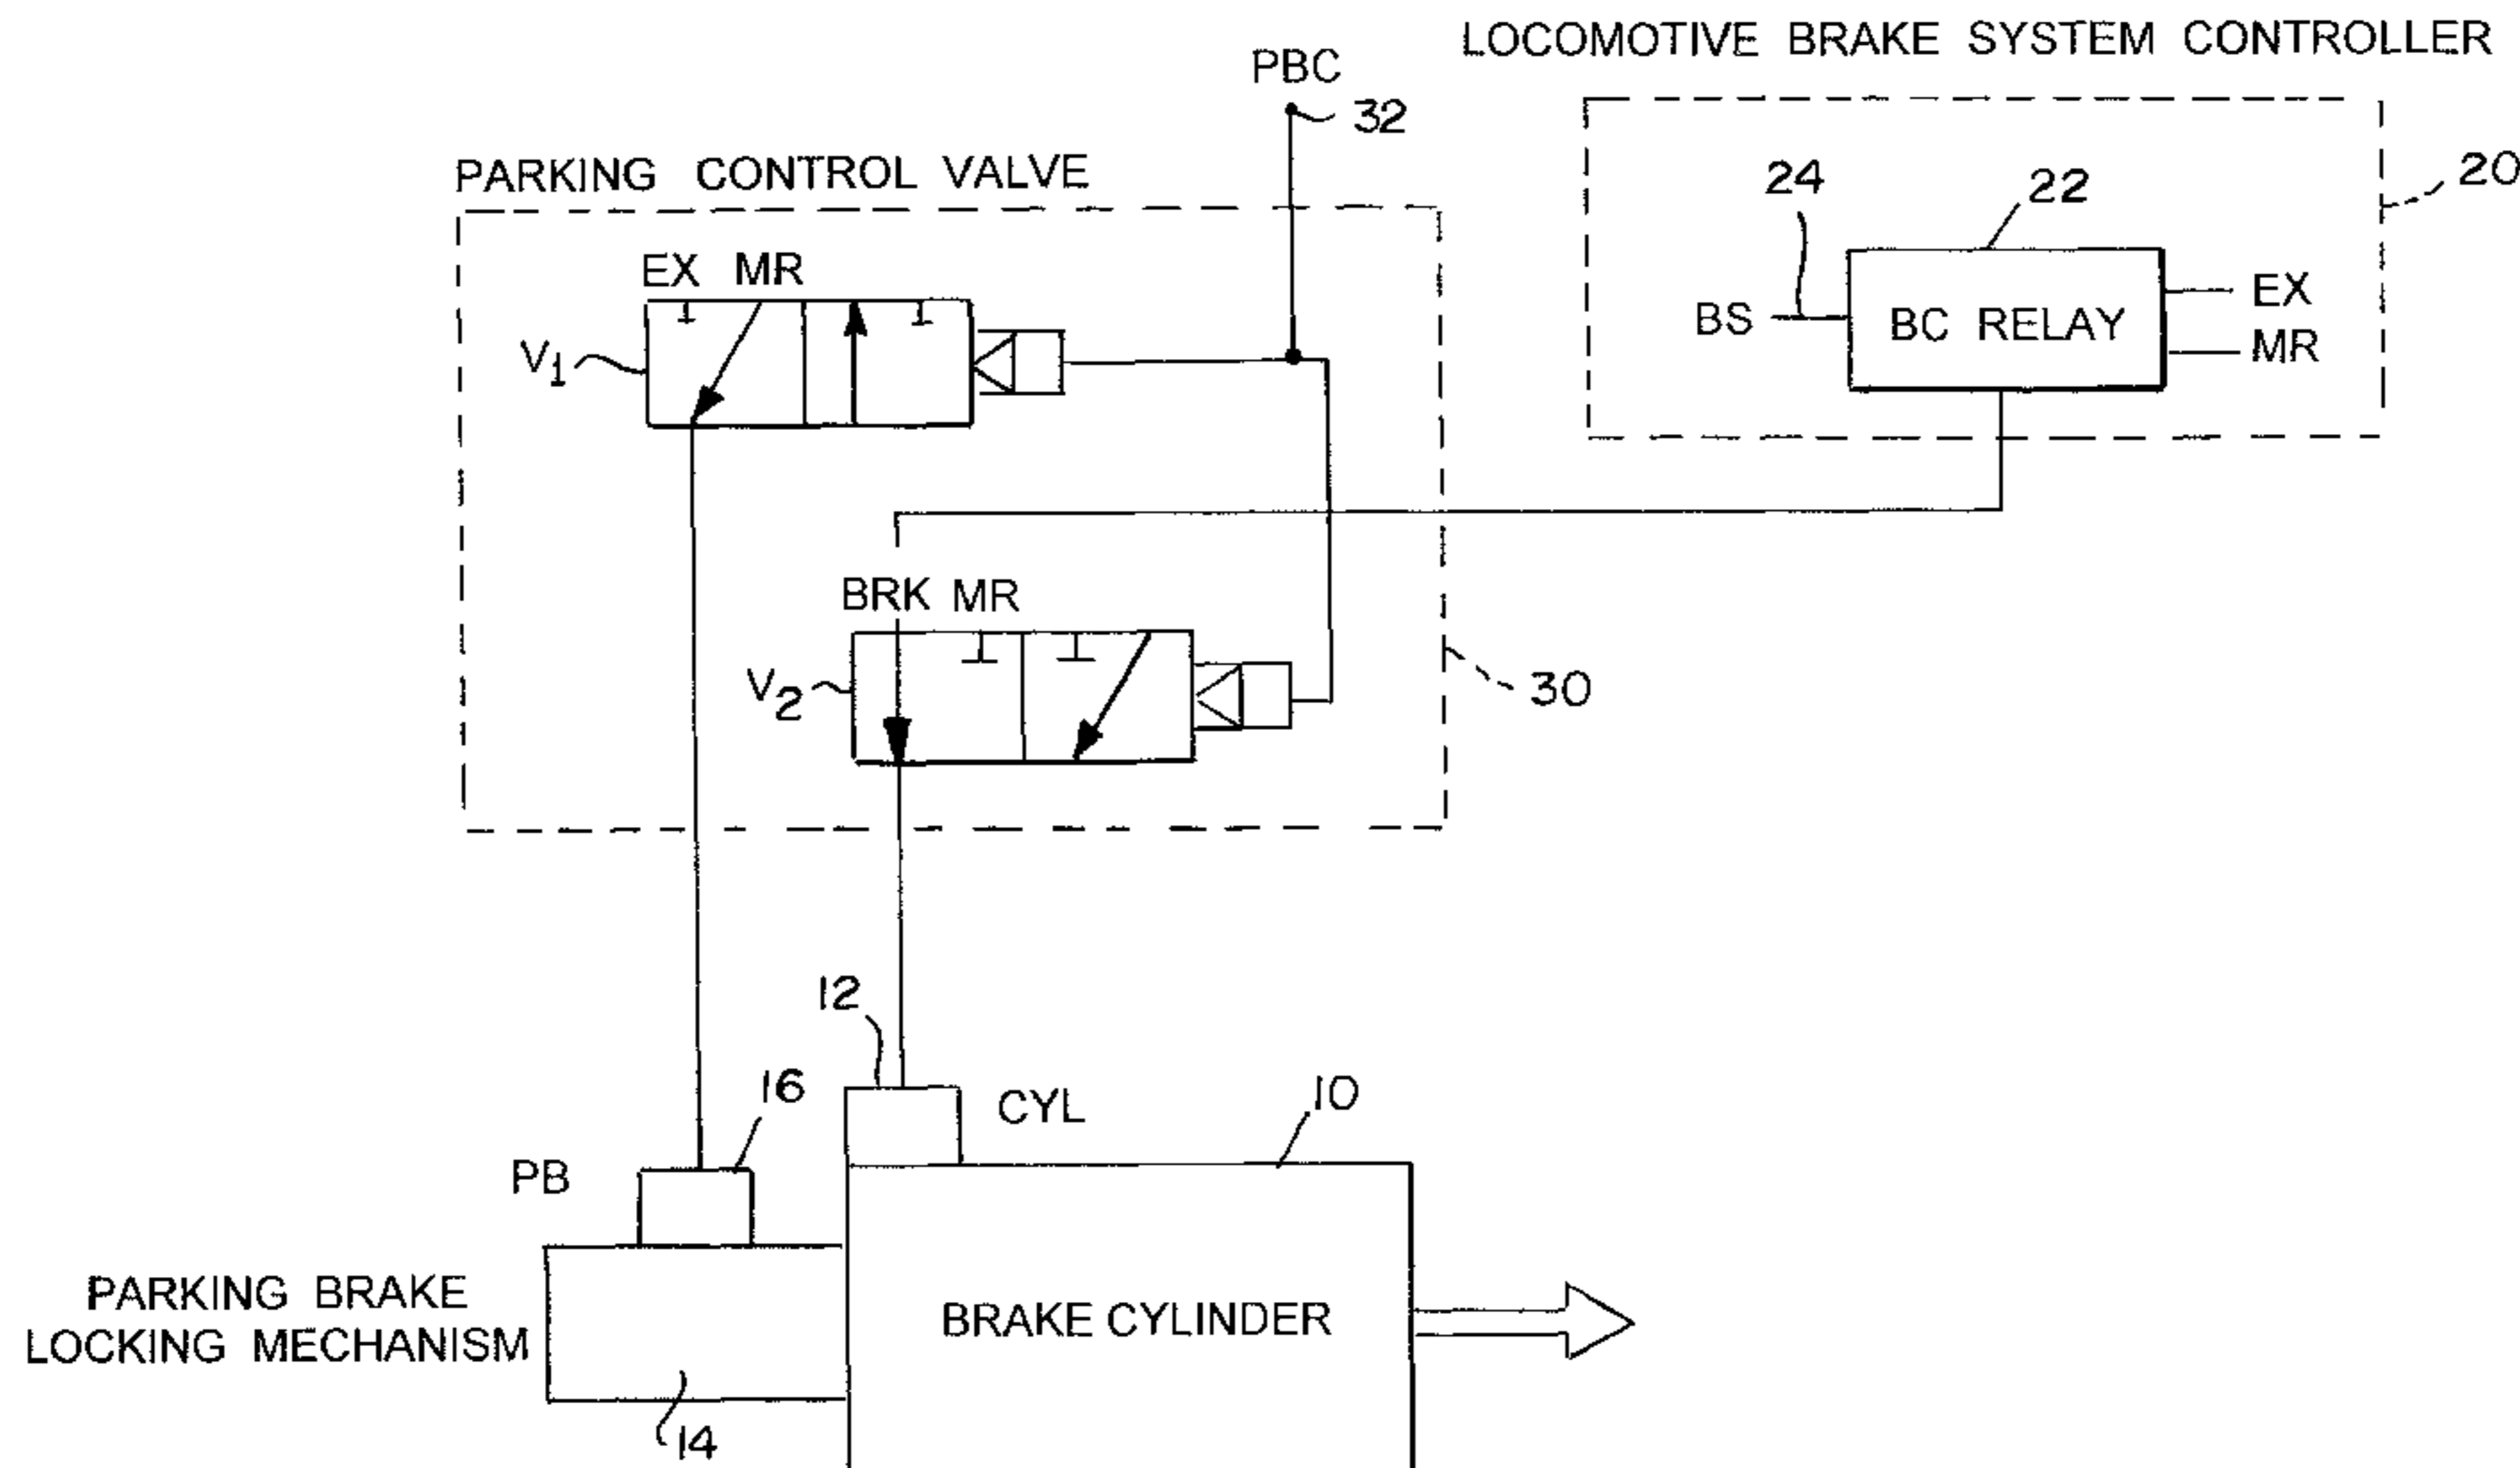 LOCOMOTIVE BRAKE SYSTEM CONTROLLER
PBC
32
PARKING CONTROL VALVE
24
22
20
EX MR
BS
BC RELAY
EX
MR
V1
BRK MR
V2
30
12
16
CYL
10
PB
PARKING BRAKE
LOCKING MECHANISM
BRAKE CYLINDER
14